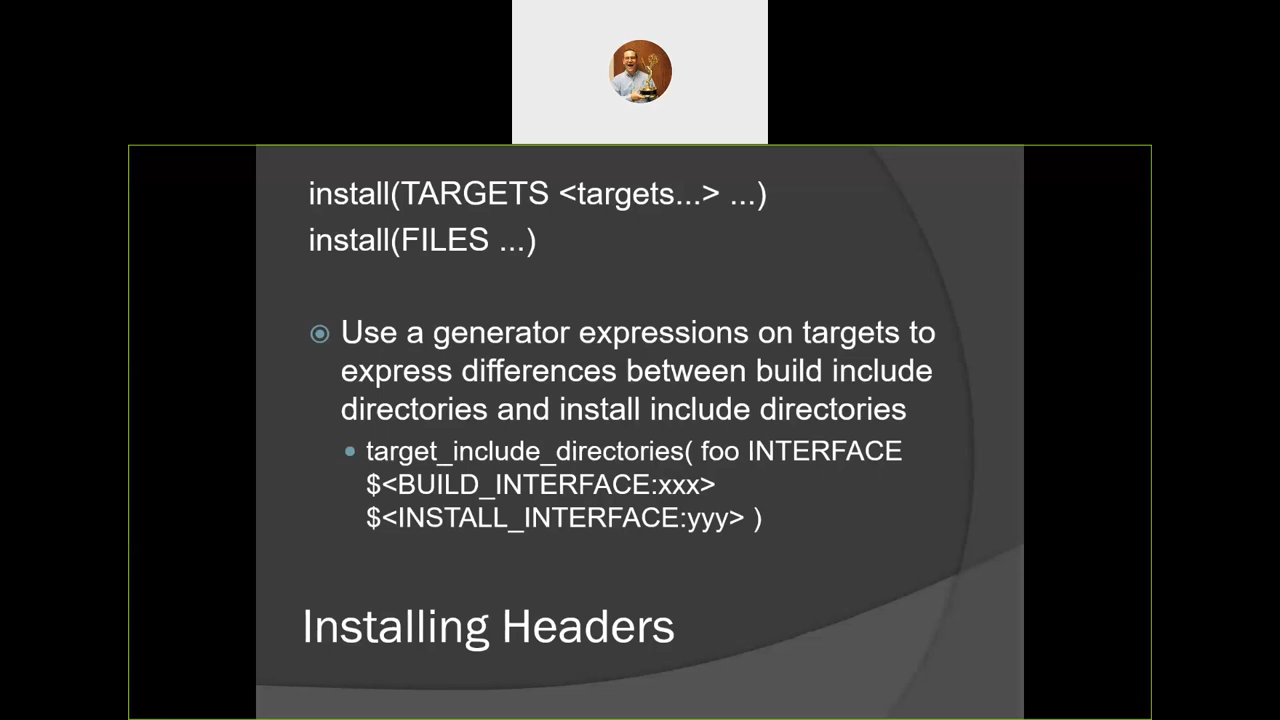 install(TARGETS <targets...> ...)
install(FILES ...)
Use a generator expressions on targets to
express differences between build include
directories and install include directories
target_include_directories( foo INTERFACE
$<BUILD_INTERFACE:xxx>
$<INSTALL_INTERFACE:yyy> )
Installing Headers